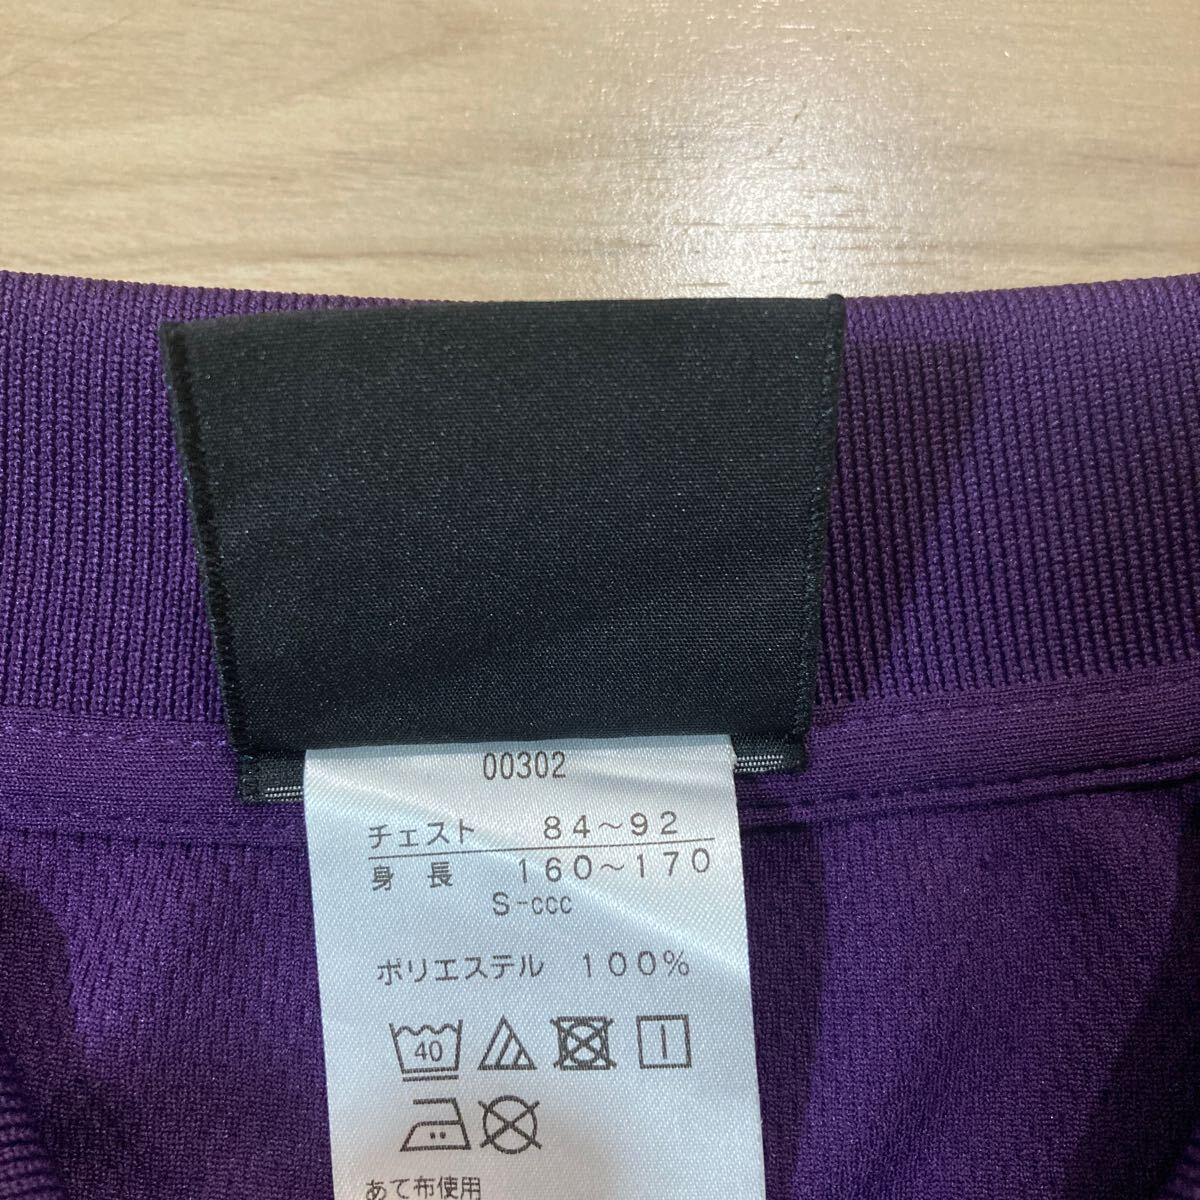 00302
チェスト 84～92
身長 160～170
S-ccc
ポリエステル 100%
40
あて布使用